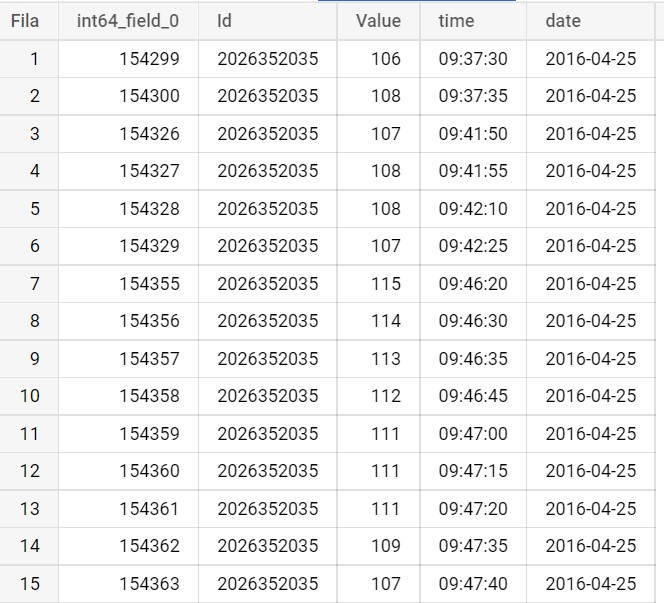 Fila int64_field_0 Id Value time date
1 154299 2026352035 106 09:37:30 2016-04-25
2 154300 2026352035 108 09:37:35 2016-04-25
3 154326 2026352035 107 09:41:50 2016-04-25
4 154327 2026352035 108 09:41:55 2016-04-25
5 154328 2026352035 108 09:42:10 2016-04-25
6 154329 2026352035 107 09:42:25 2016-04-25
7 154355 2026352035 115 09:46:20 2016-04-25
8 154356 2026352035 114 09:46:30 2016-04-25
9 154357 2026352035 113 09:46:35 2016-04-25
10 154358 2026352035 112 09:46:45 2016-04-25
11 154359 2026352035 111 09:47:00 2016-04-25
12 154360 2026352035 111 09:47:15 2016-04-25
13 154361 2026352035 111 09:47:20 2016-04-25
14 154362 2026352035 109 09:47:35 2016-04-25
15 154363 2026352035 107 09:47:40 2016-04-25